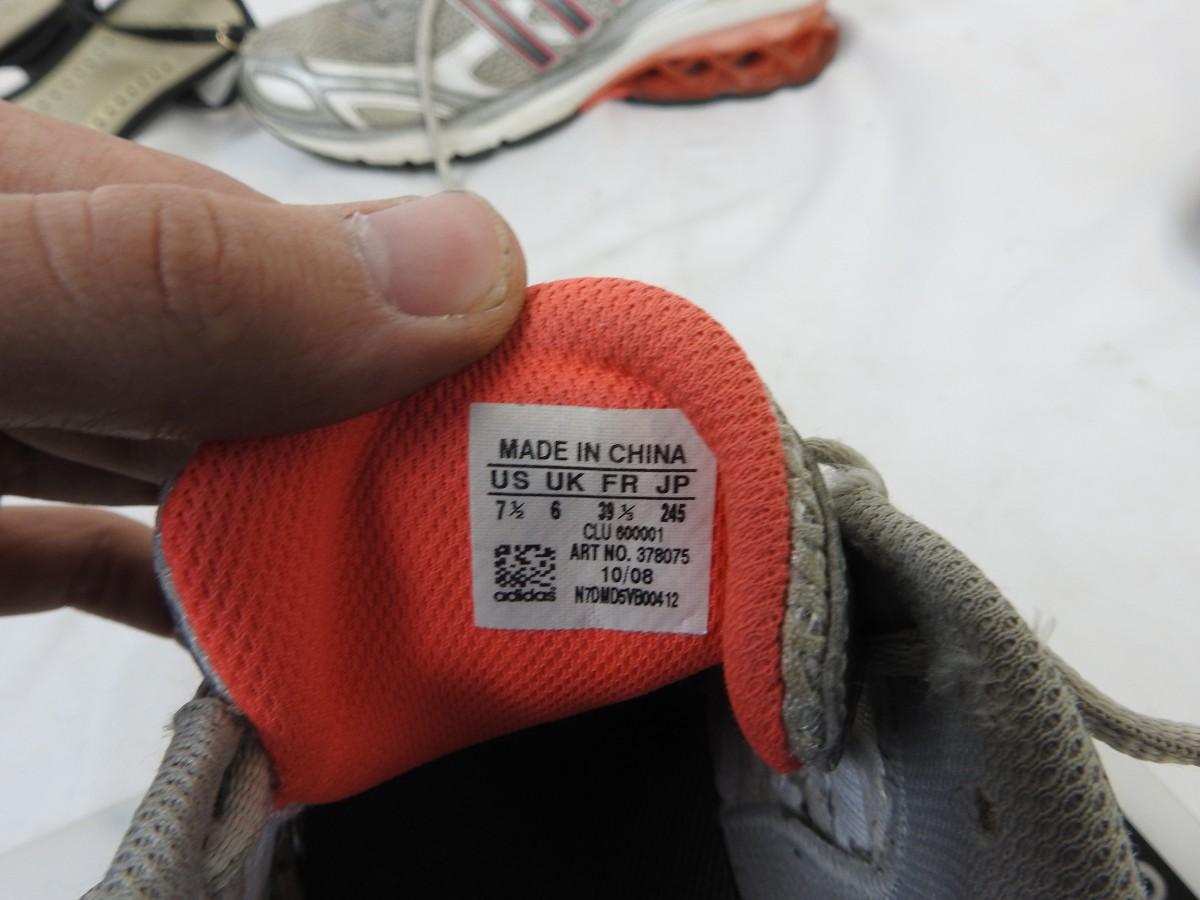 MADE IN CHINA
US UK FR JP
7½ 6 39⅓ 245
CLU 600001
ART NO. 378075
10/08
adidas N7DMD5VB00412